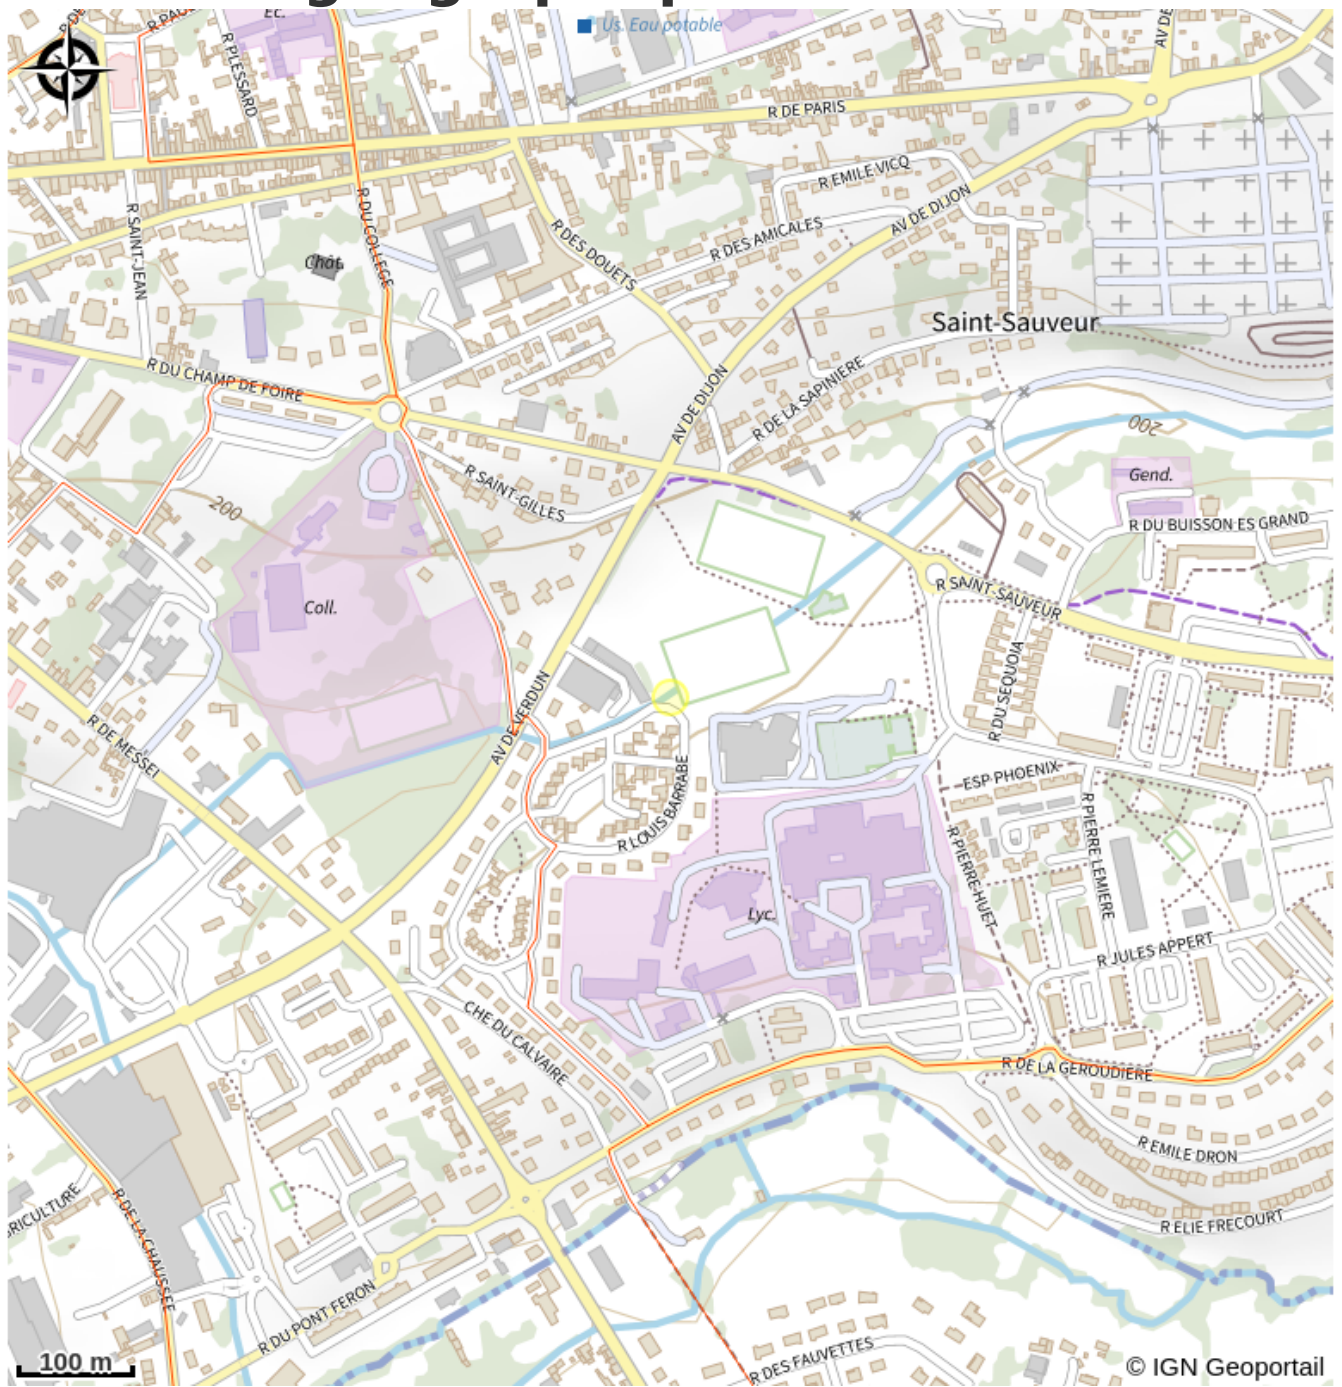 Éc.
Us. Eau potable
AV DE
R PLESSARD
R DE PARIS
R EMILE VICQ
AV DE DIJON
R SAINT-JEAN
R DU COLLEGE
R DES DOUETS
R DES AMICALES
Chât.
Saint-Sauveur
R DU CHAMP DE FOIRE
AV DE DIJON
R DE LA SAPINIERE
200
R SAINT-GILLES
Gend.
200
R DU BUISSON ES GRAND
R SAINT-SAUVEUR
Coll.
R DU SEQUOIA
AV DE VERDUN
R DE MESSEI
ESP PHOENIX
R LOUIS BARRABE
R PIERRE HUET
R PIERRE LEMIERE
Lyc.
R JULES APPERT
CHE DU CALVAIRE
R DE LA GEROUDIERE
R EMILE DRON
RICULTURE
R DE LA CHAUSSEE
R ELIE FRECOURT
R DU PONT FERON
R DES FAUVETTES
100 m
© IGN Geoportail